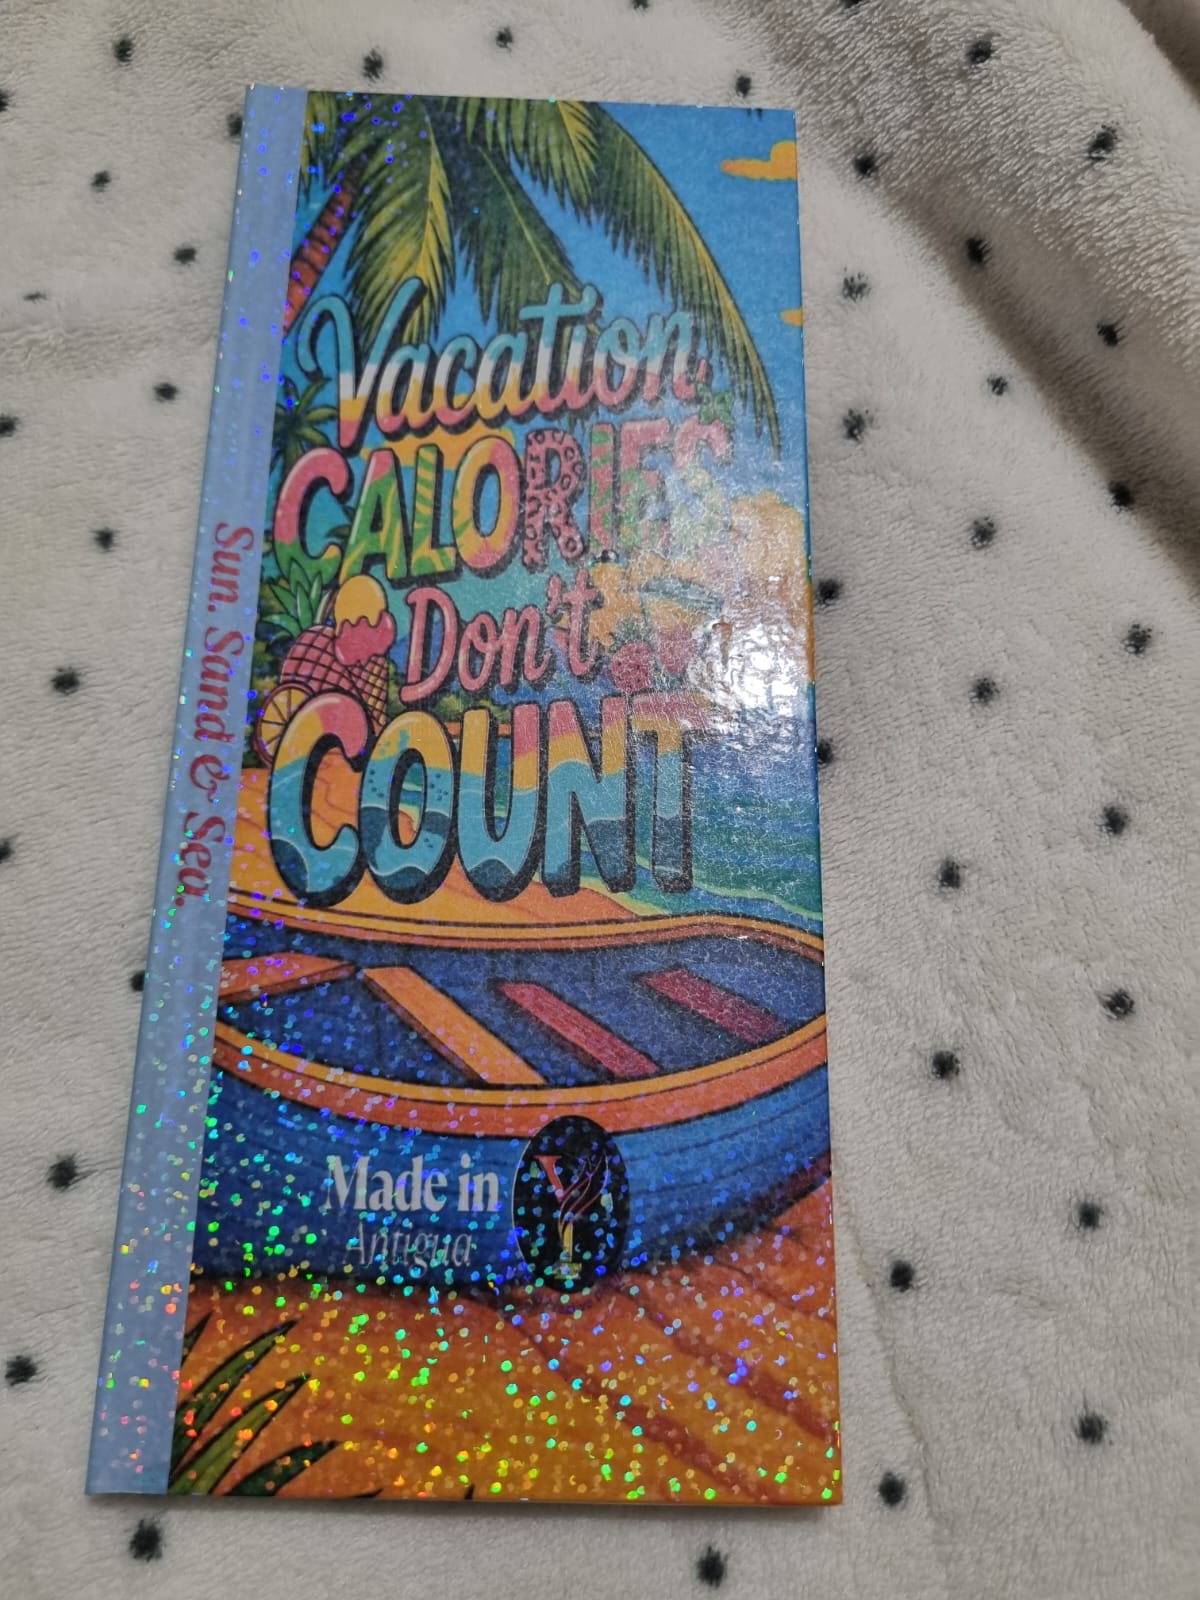 Vacation
CALORIES
Don't
COUNT
Sun. Sand & Sea.
Made in
Antigua